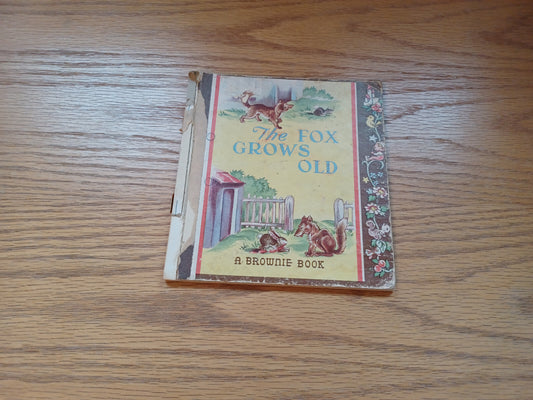 The FOX
GROWS
OLD
A BROWNIE BOOK